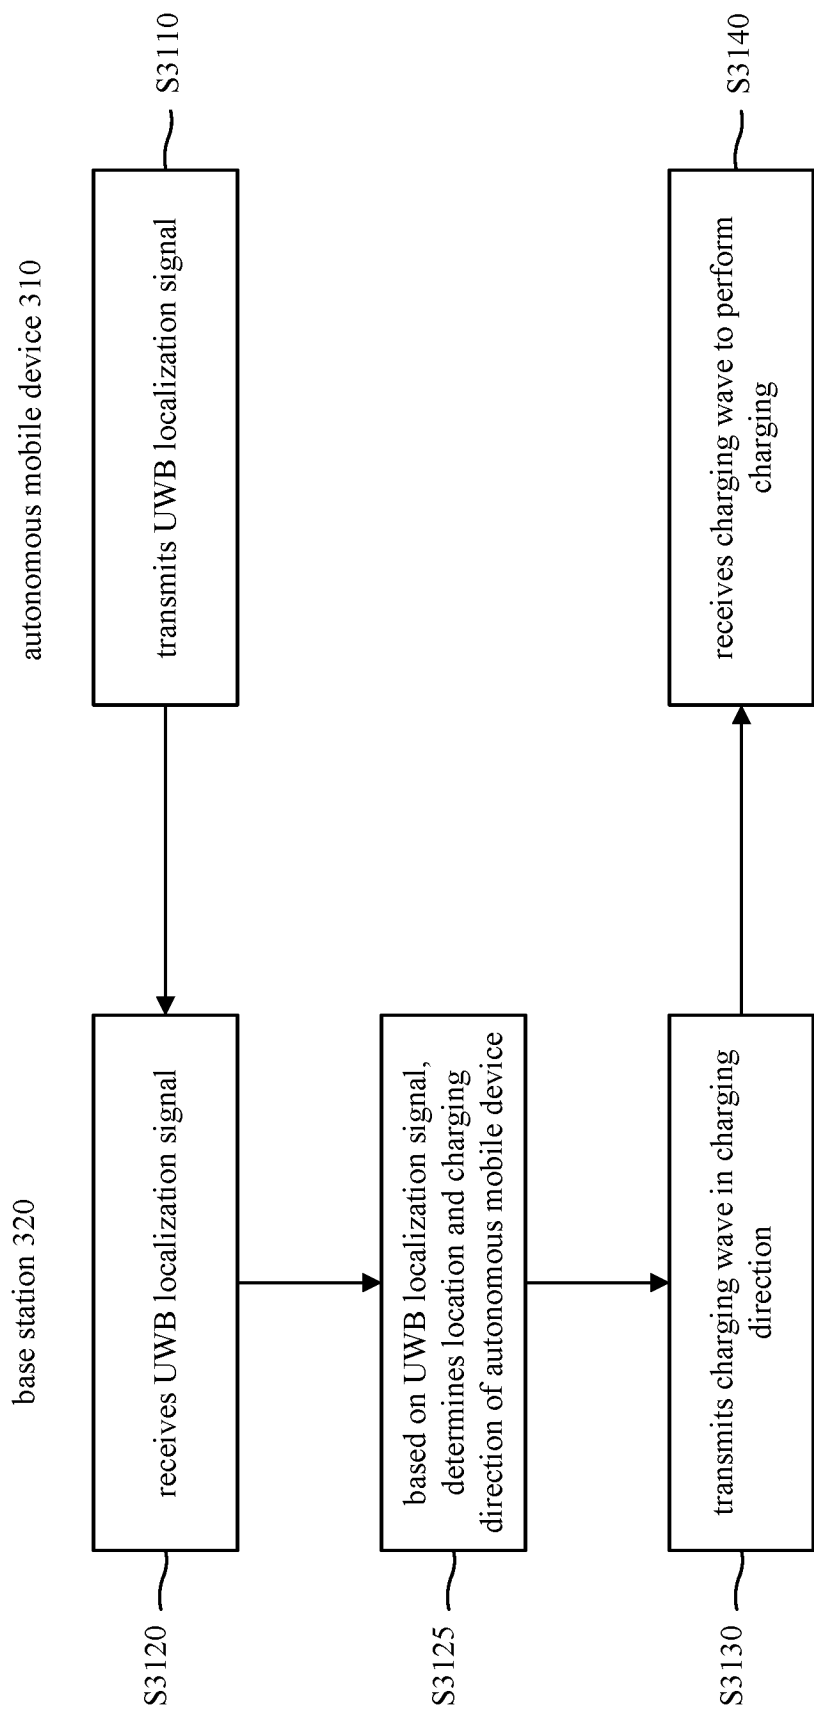 base station 320
autonomous mobile device 310
S3120
receives UWB localization signal
transmits UWB localization signal
S3110
S3125
based on UWB localization signal,
determines location and charging
direction of autonomous mobile device
S3130
transmits charging wave in charging
direction
receives charging wave to perform
charging
S3140